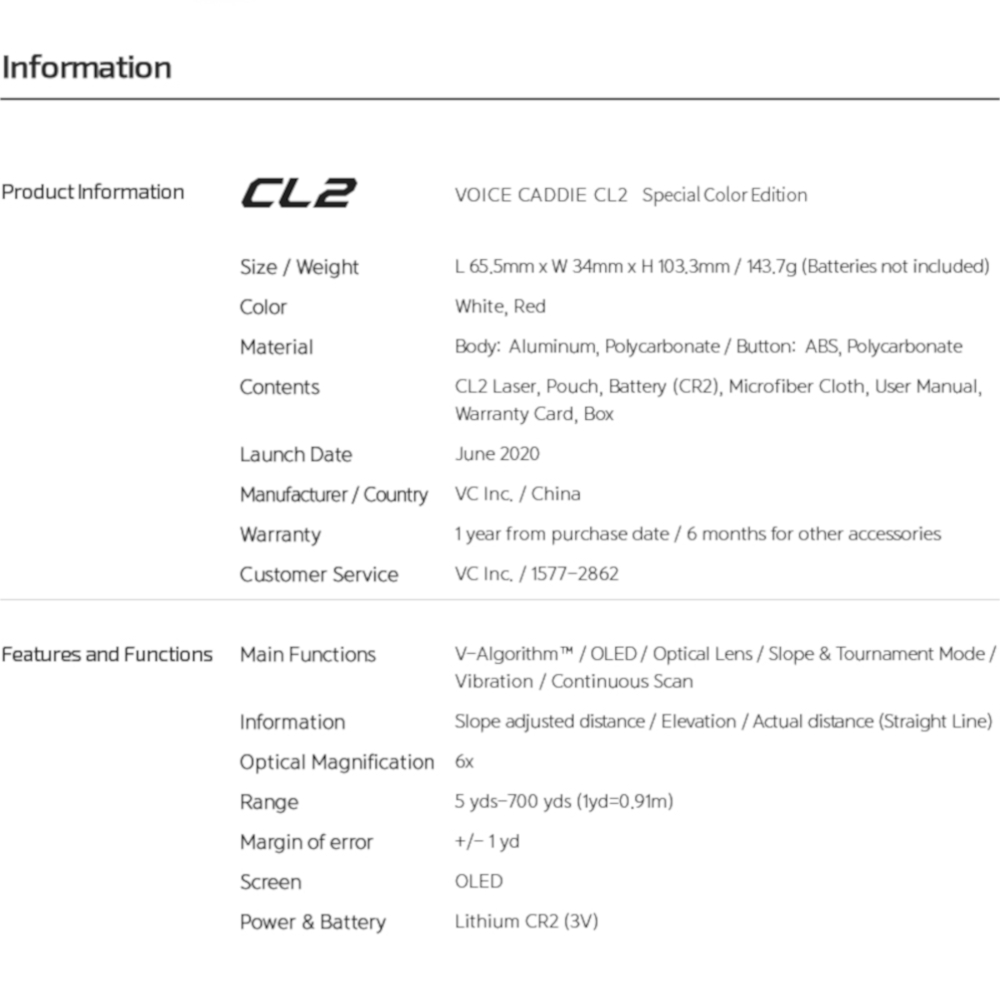 Information
Product Information
CL2
VOICE CADDIE CL2 Special Color Edition
Size / Weight
L 65.5mm x W 34mm x H 103.3mm / 143.7g (Batteries not included)
Color
White, Red
Material
Body: Aluminum, Polycarbonate / Button: ABS, Polycarbonate
Contents
CL2 Laser, Pouch, Battery (CR2), Microfiber Cloth, User Manual,
Warranty Card, Box
Launch Date
June 2020
Manufacturer / Country
VC Inc. / China
Warranty
1 year from purchase date / 6 months for other accessories
Customer Service
VC Inc. / 1577-2862
Features and Functions
Main Functions
V-Algorithm™ / OLED / Optical Lens / Slope & Tournament Mode /
Vibration / Continuous Scan
Information
Slope adjusted distance / Elevation / Actual distance (Straight Line)
Optical Magnification
6x
Range
5 yds-700 yds (1yd=0.91m)
Margin of error
+/- 1 yd
Screen
OLED
Power & Battery
Lithium CR2 (3V)